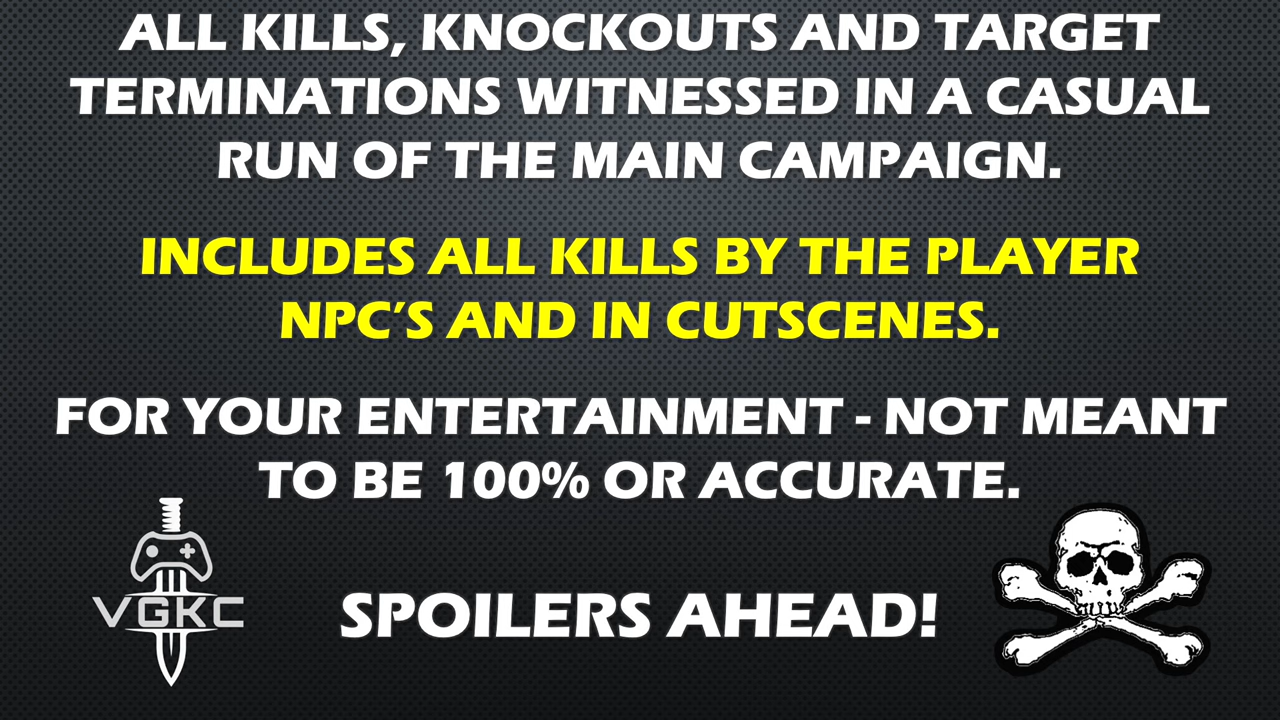 ALL KILLS, KNOCKOUTS AND TARGET
TERMINATIONS WITNESSED IN A CASUAL
RUN OF THE MAIN CAMPAIGN.
INCLUDES ALL KILLS BY THE PLAYER
NPC'S AND IN CUTSCENES.
FOR YOUR ENTERTAINMENT - NOT MEANT
TO BE 100% OR ACCURATE.
VGKC
SPOILERS AHEAD!